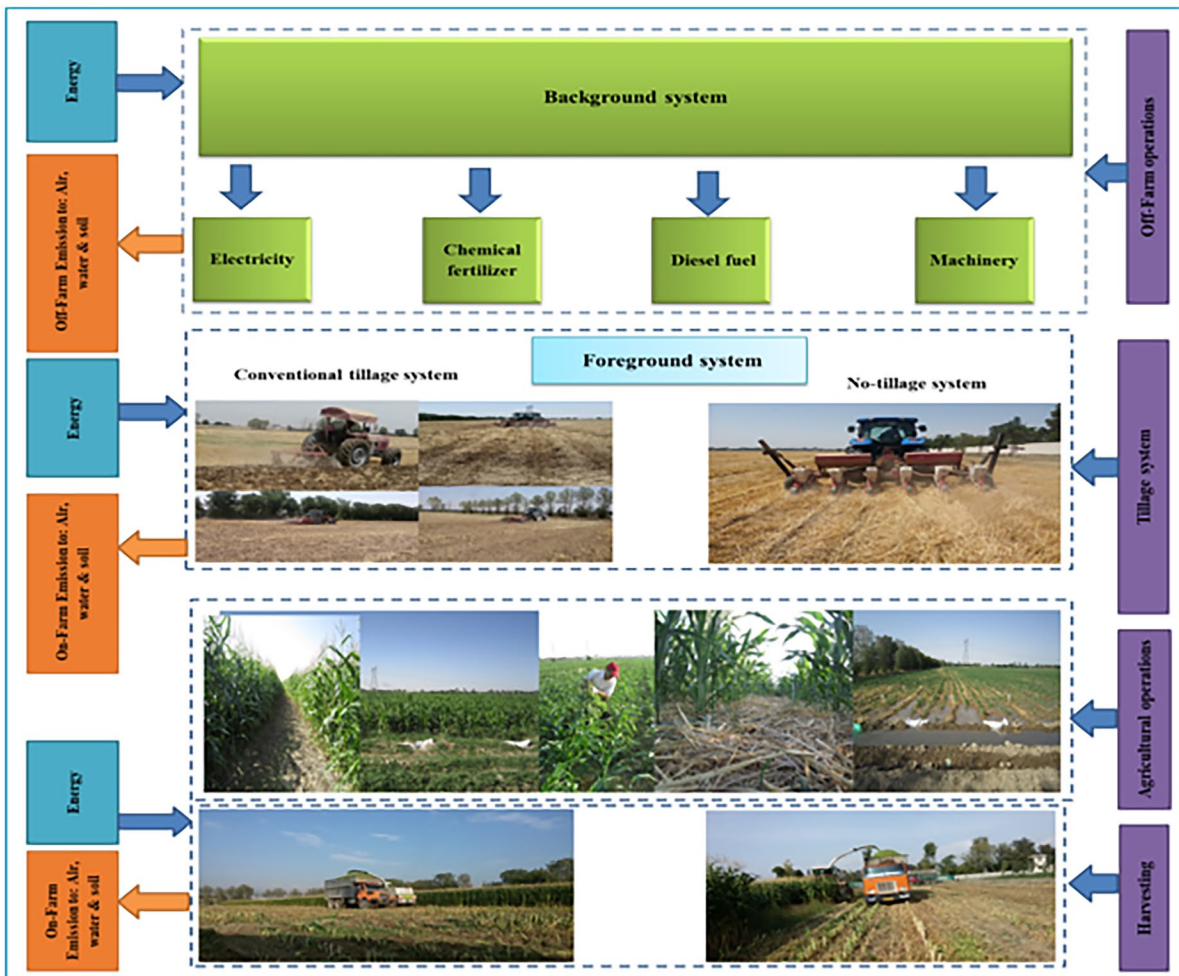 Energy
Background system
Off-Farm operations
Off-Farm Emission to: Air,
water & soil
Electricity
Chemical
fertilizer
Diesel fuel
Machinery
Foreground system
Conventional tillage system
No-tillage system
Energy
Tillage system
On-Farm Emission to: Air,
water & soil
Agricultural operations
Energy
On-Farm
Emission to: Air,
water & soil
Harvesting